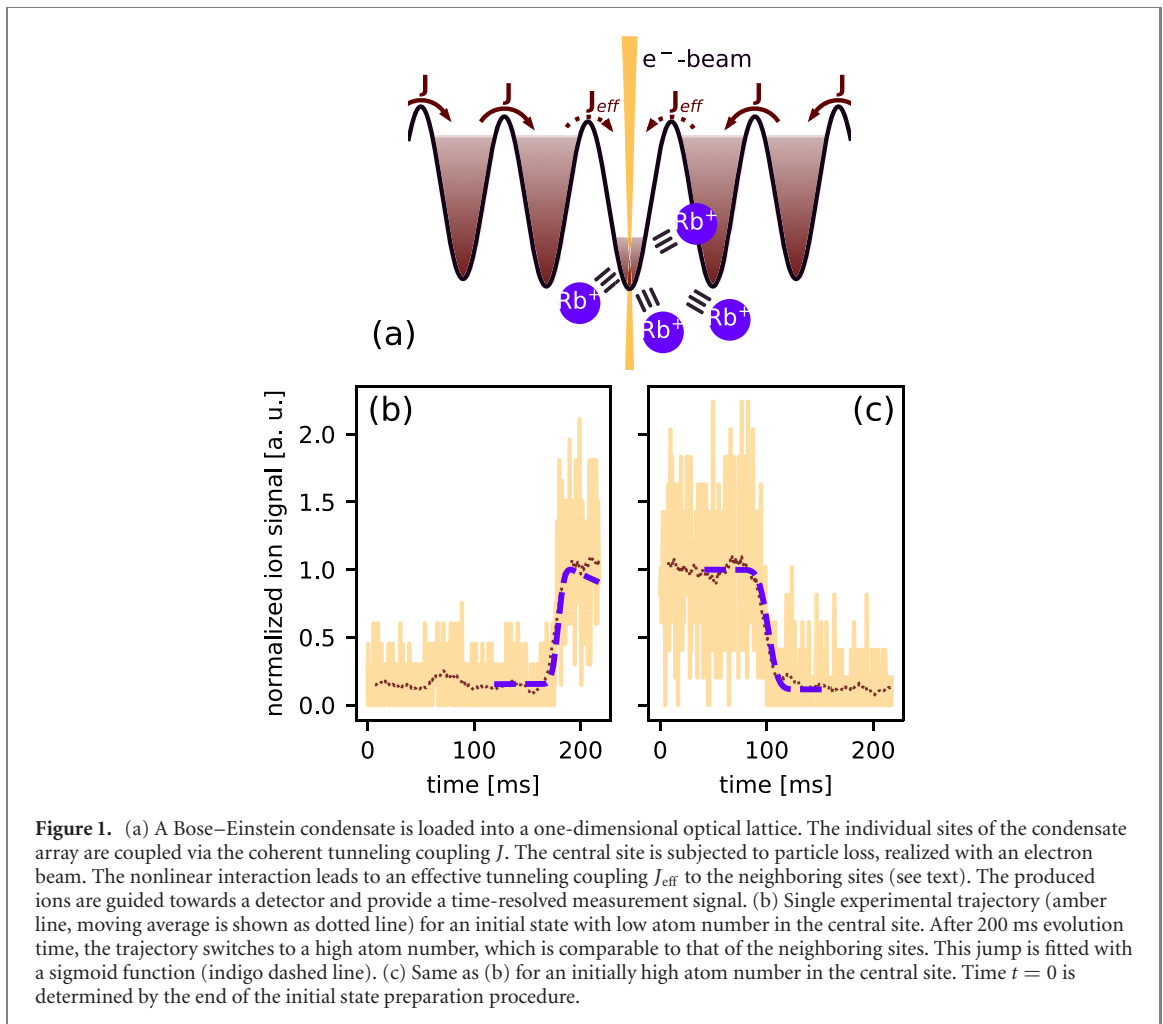 e⁻-beam
J
J
J_eff
J_eff
J
J
Rb⁺
Rb⁺
Rb⁺
Rb⁺
(a)
(b)
(c)
normalized ion signal [a. u.]
2.0
1.5
1.0
0.5
0.0
0 100 200
0 100 200
time [ms]
time [ms]
Figure 1. (a) A Bose–Einstein condensate is loaded into a one-dimensional optical lattice. The individual sites of the condensate
array are coupled via the coherent tunneling coupling J. The central site is subjected to particle loss, realized with an electron
beam. The nonlinear interaction leads to an effective tunneling coupling J_eff to the neighboring sites (see text). The produced
ions are guided towards a detector and provide a time-resolved measurement signal. (b) Single experimental trajectory (amber
line, moving average is shown as dotted line) for an initial state with low atom number in the central site. After 200 ms evolution
time, the trajectory switches to a high atom number, which is comparable to that of the neighboring sites. This jump is fitted with
a sigmoid function (indigo dashed line). (c) Same as (b) for an initially high atom number in the central site. Time t = 0 is
determined by the end of the initial state preparation procedure.